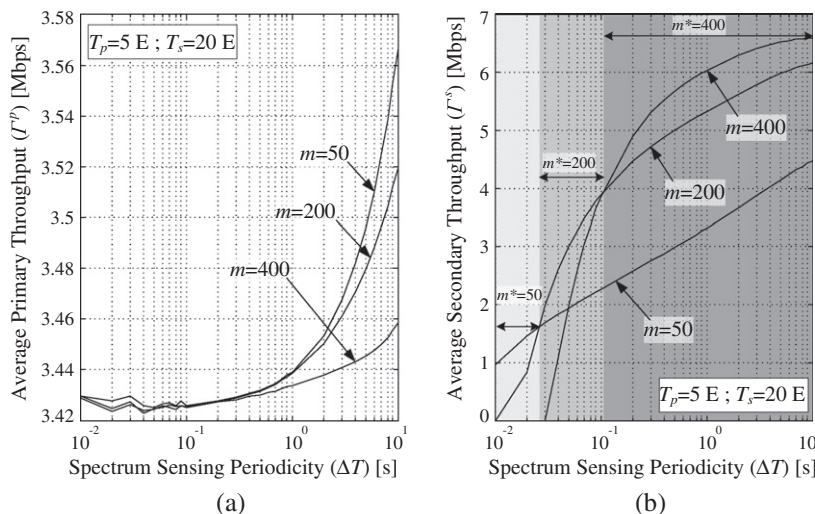 3.58
3.56
3.54
3.52
3.5
3.48
3.46
3.44
3.42
Average Primary Throughput (Γᵖ) [Mbps]
Tₚ=5 E ; Tₛ=20 E
m=50
m=200
m=400
10⁻²
10⁻¹
10⁰
10¹
Spectrum Sensing Periodicity (ΔT) [s]
(a)
7
6
5
4
3
2
1
0
Average Secondary Throughput (Γˢ) [Mbps]
m*=400
m=400
m*=200
m=200
m*=50
m=50
Tₚ=5 E ; Tₛ=20 E
10⁻²
10⁻¹
10⁰
10¹
Spectrum Sensing Periodicity (ΔT) [s]
(b)